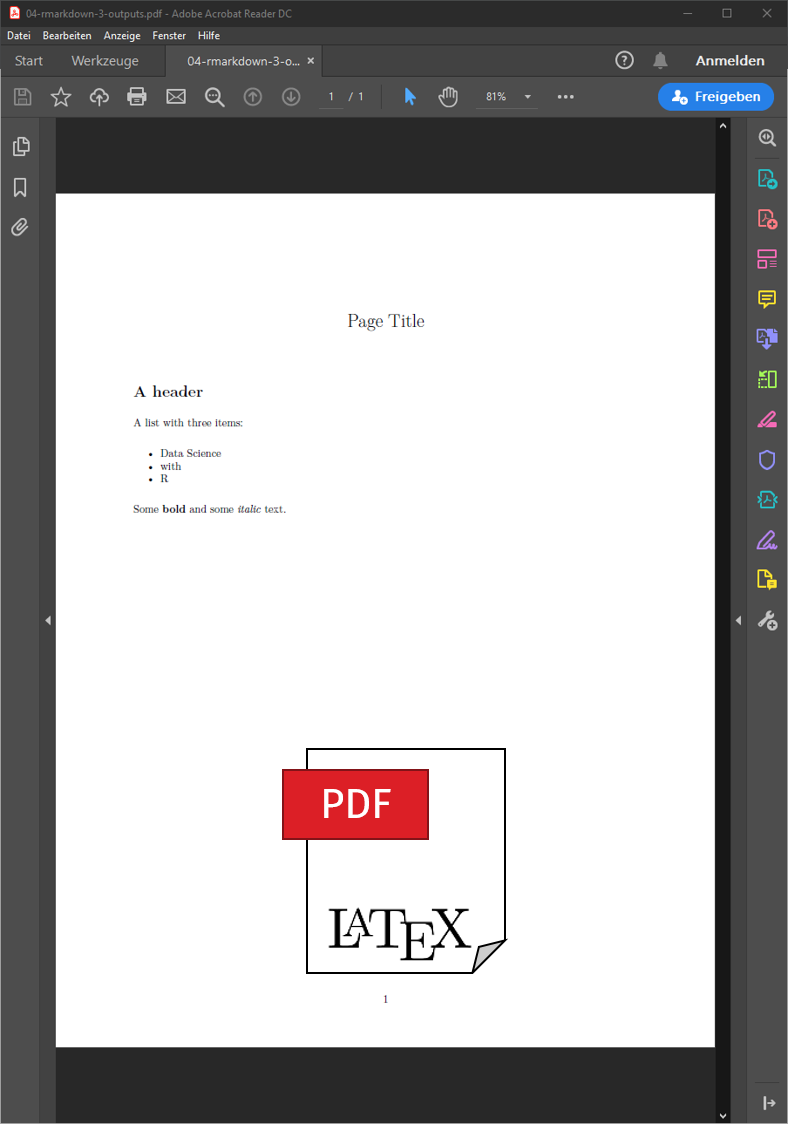 04-rmarkdown-3-outputs.pdf - Adobe Acrobat Reader DC
Datei Bearbeiten Anzeige Fenster Hilfe
Start Werkzeuge 04-rmarkdown-3-o... ×
Anmelden
1 / 1 81% Freigeben
Page Title
A header
A list with three items:
• Data Science
• with
• R
Some bold and some italic text.
PDF
LATEX
1